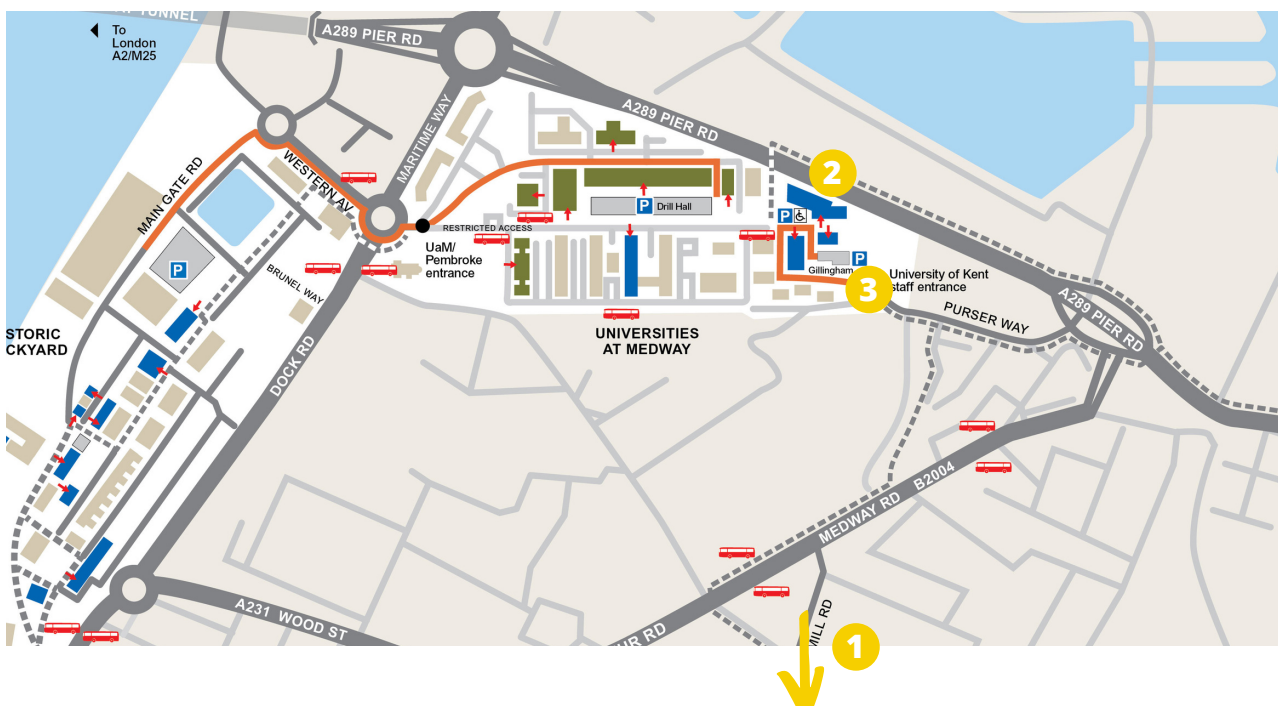 TUNNEL
To
London
A2/M25
A289 PIER RD
MARITIME WAY
A289 PIER RD
2
MAIN GATE RD
WESTERN AV
P
Drill Hall
P
RESTRICTED ACCESS
UaM/
Pembroke
entrance
P
P
Gillingham
3
University of Kent
staff entrance
BRUNEL WAY
PURSER WAY
A289 PIER RD
STORIC
CKYARD
UNIVERSITIES
AT MEDWAY
DOCK RD
MEDWAY RD B2004
A231 WOOD ST
UR RD
MILL RD
1